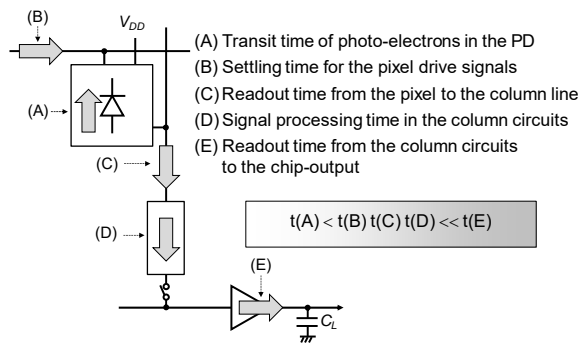 (B)
V_DD
(A) Transit time of photo-electrons in the PD
(B) Settling time for the pixel drive signals
(A)
(C) Readout time from the pixel to the column line
(D) Signal processing time in the column circuits
(E) Readout time from the column circuits
to the chip-output
(C)
(D)
t(A) < t(B) t(C) t(D) << t(E)
(E)
C_L